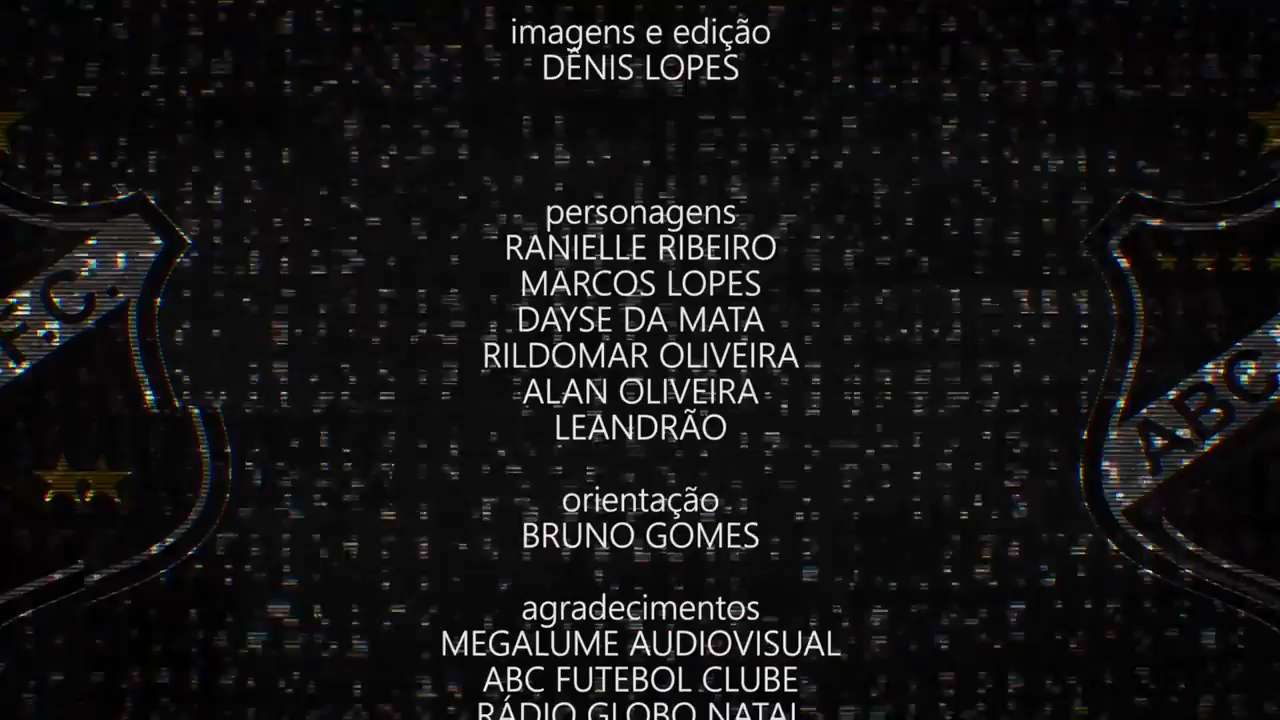 imagens e edição
DÊNIS LOPES
personagens
RANIELLE RIBEIRO
MARCOS LOPES
DAYSE DA MATA
RILDOMAR OLIVEIRA
ALAN OLIVEIRA
LEANDRÃO
orientação
BRUNO GOMES
agradecimentos
MEGALUME AUDIOVISUAL
ABC FUTEBOL CLUBE
RÁDIO GLOBO NATAL
F.C.
ABC